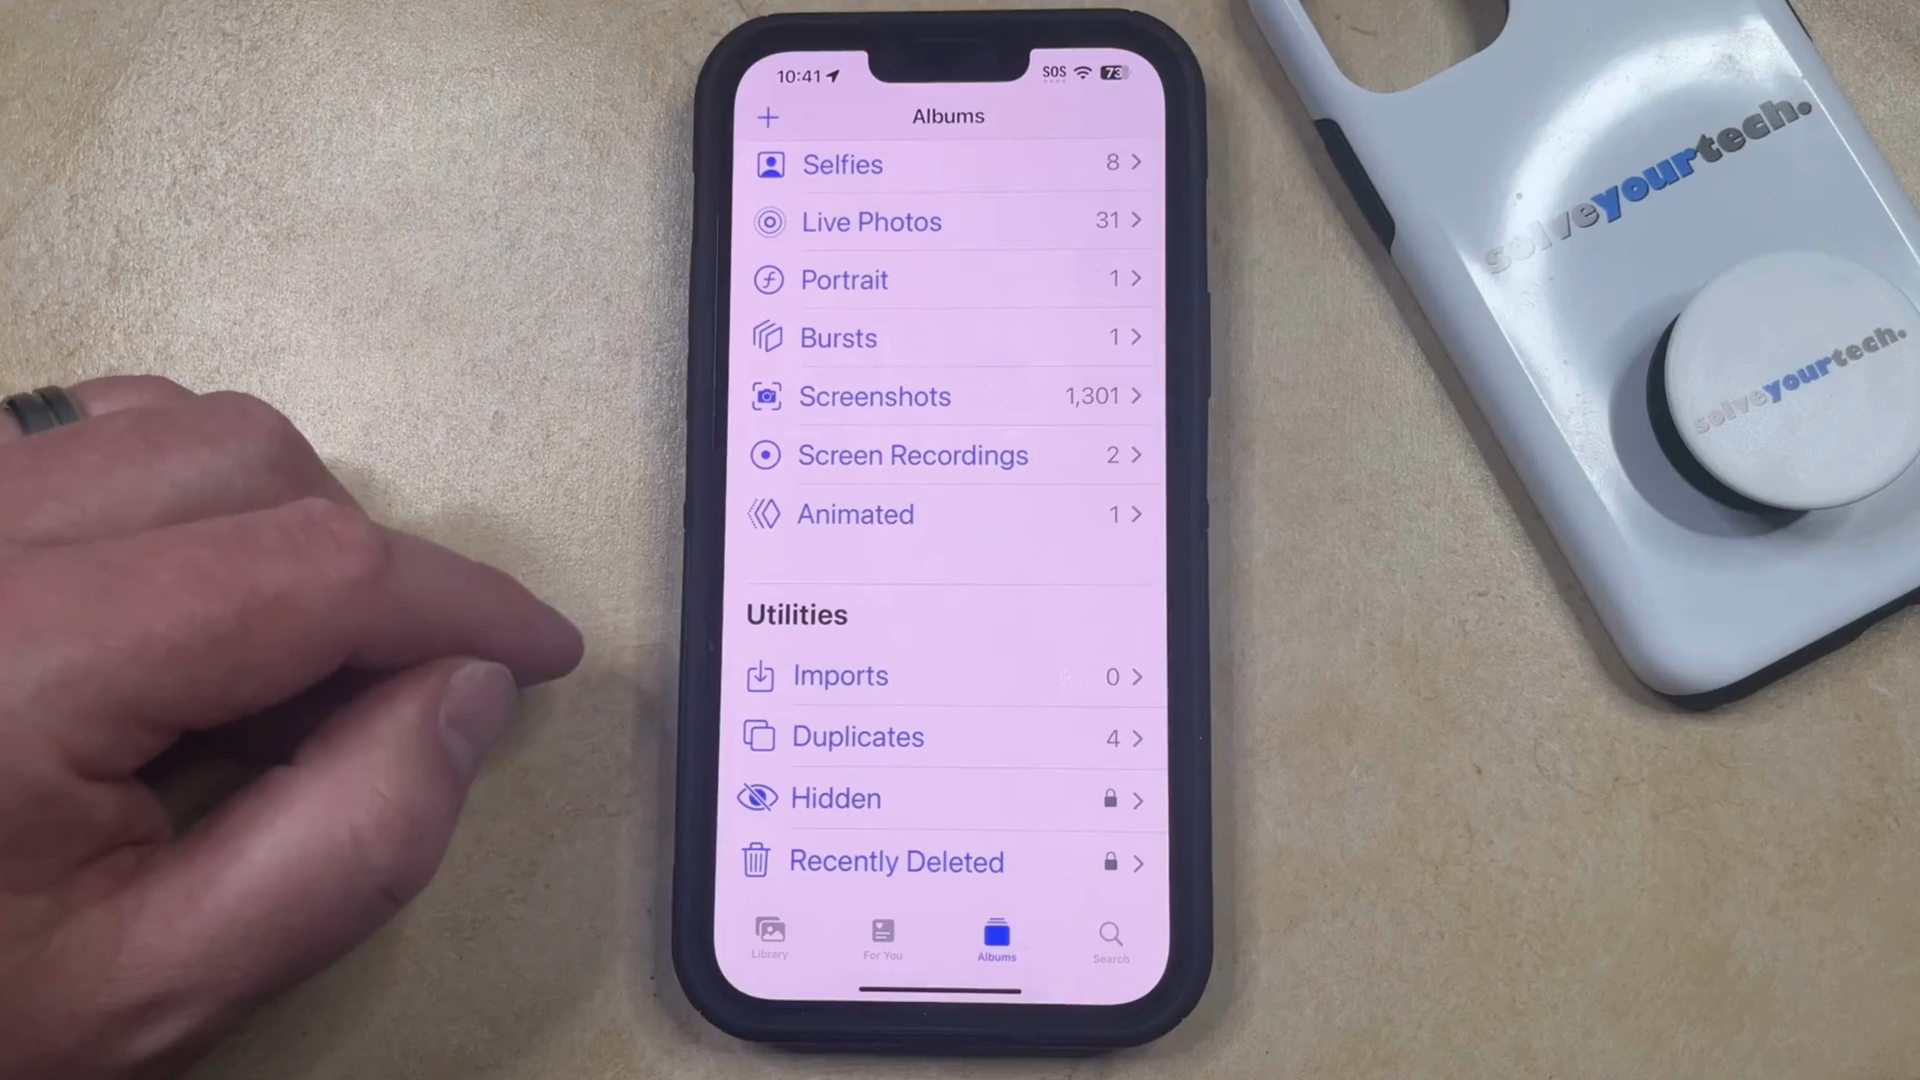 10:41
SOS
73
Albums
Selfies 8
Live Photos 31
Portrait 1
Bursts 1
Screenshots 1,301
Screen Recordings 2
Animated 1
Utilities
Imports 0
Duplicates 4
Hidden
Recently Deleted
Library
For You
Albums
Search
solveyourtech.
solveyourtech.